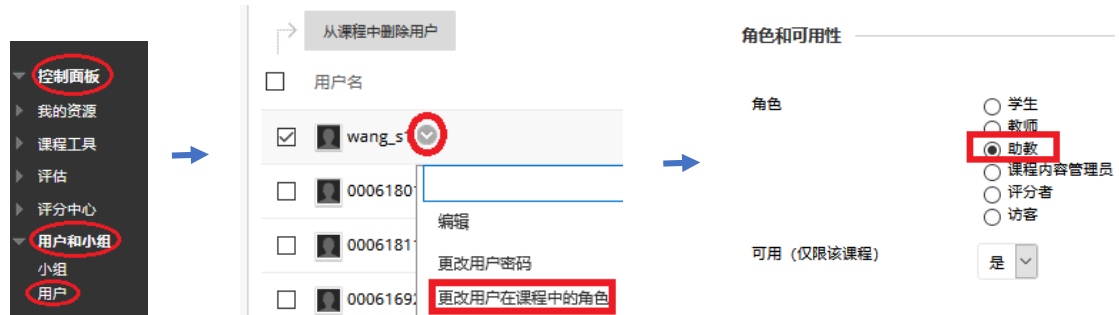 控制面板
我的资源
课程工具
评估
评分中心
用户和小组
小组
用户
从课程中删除用户
用户名
wang_s1
0006180
编辑
0006181
更改用户密码
0006169
更改用户在课程中的角色
角色和可用性
角色
学生
教师
助教
课程内容管理员
评分者
访客
可用（仅限该课程）
是